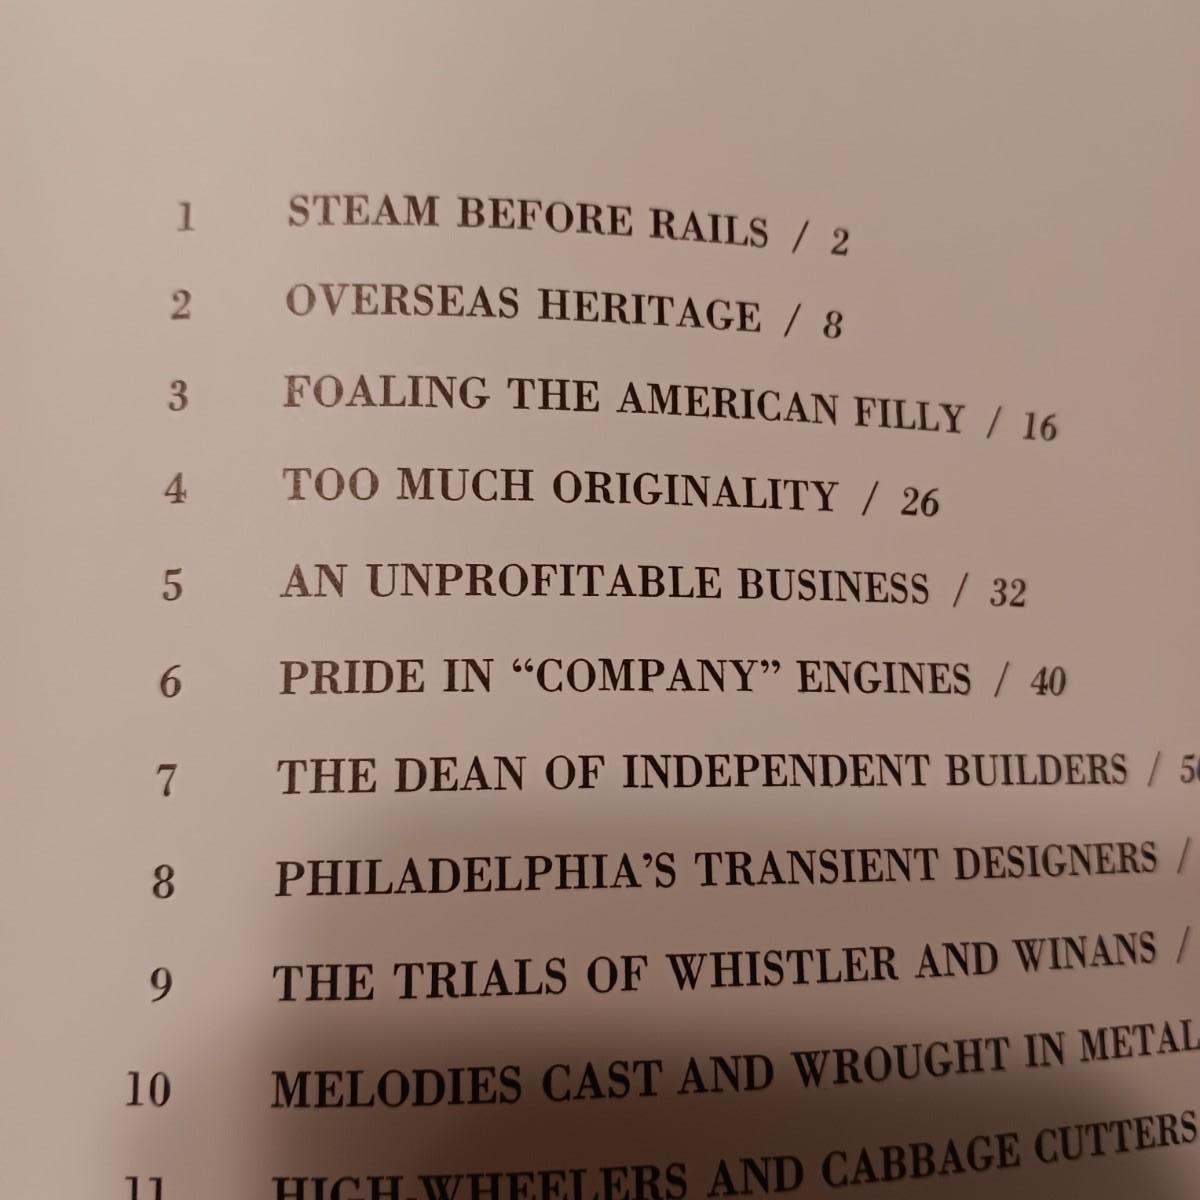 1 STEAM BEFORE RAILS / 2
2 OVERSEAS HERITAGE / 8
3 FOALING THE AMERICAN FILLY / 16
4 TOO MUCH ORIGINALITY / 26
5 AN UNPROFITABLE BUSINESS / 32
6 PRIDE IN “COMPANY” ENGINES / 40
7 THE DEAN OF INDEPENDENT BUILDERS /
8 PHILADELPHIA’S TRANSIENT DESIGNERS /
9 THE TRIALS OF WHISTLER AND WINANS /
10 MELODIES CAST AND WROUGHT IN METAL
11 HIGH-WHEELERS AND CABBAGE CUTTERS